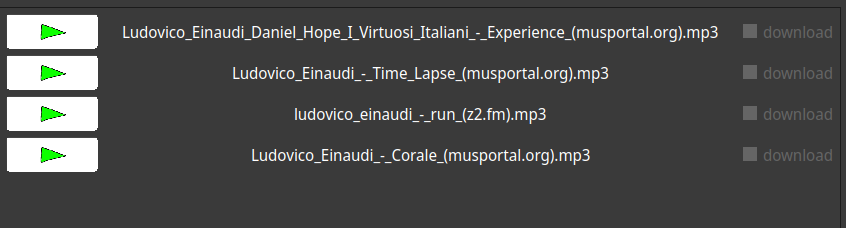 Ludovico_Einaudi_Daniel_Hope_I_Virtuosi_Italiani_-_Experience_(musportal.org).mp3 download
Ludovico_Einaudi_-_Time_Lapse_(musportal.org).mp3 download
ludovico_einaudi_-_run_(z2.fm).mp3 download
Ludovico_Einaudi_-_Corale_(musportal.org).mp3 download